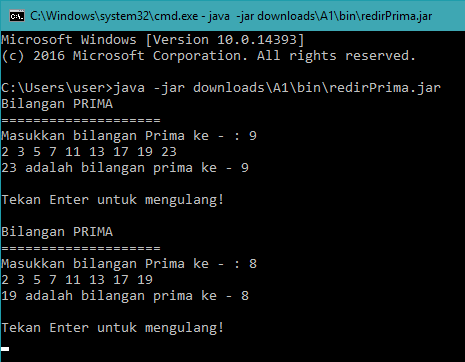 C:\Windows\system32\cmd.exe - java -jar downloads\A1\bin\redirPrima.jar
Microsoft Windows [Version 10.0.14393]
(c) 2016 Microsoft Corporation. All rights reserved.
C:\Users\user>java -jar downloads\A1\bin\redirPrima.jar
Bilangan PRIMA
====================
Masukkan bilangan Prima ke - : 9
2 3 5 7 11 13 17 19 23
23 adalah bilangan prima ke - 9
Tekan Enter untuk mengulang!
Bilangan PRIMA
====================
Masukkan bilangan Prima ke - : 8
2 3 5 7 11 13 17 19
19 adalah bilangan prima ke - 8
Tekan Enter untuk mengulang!